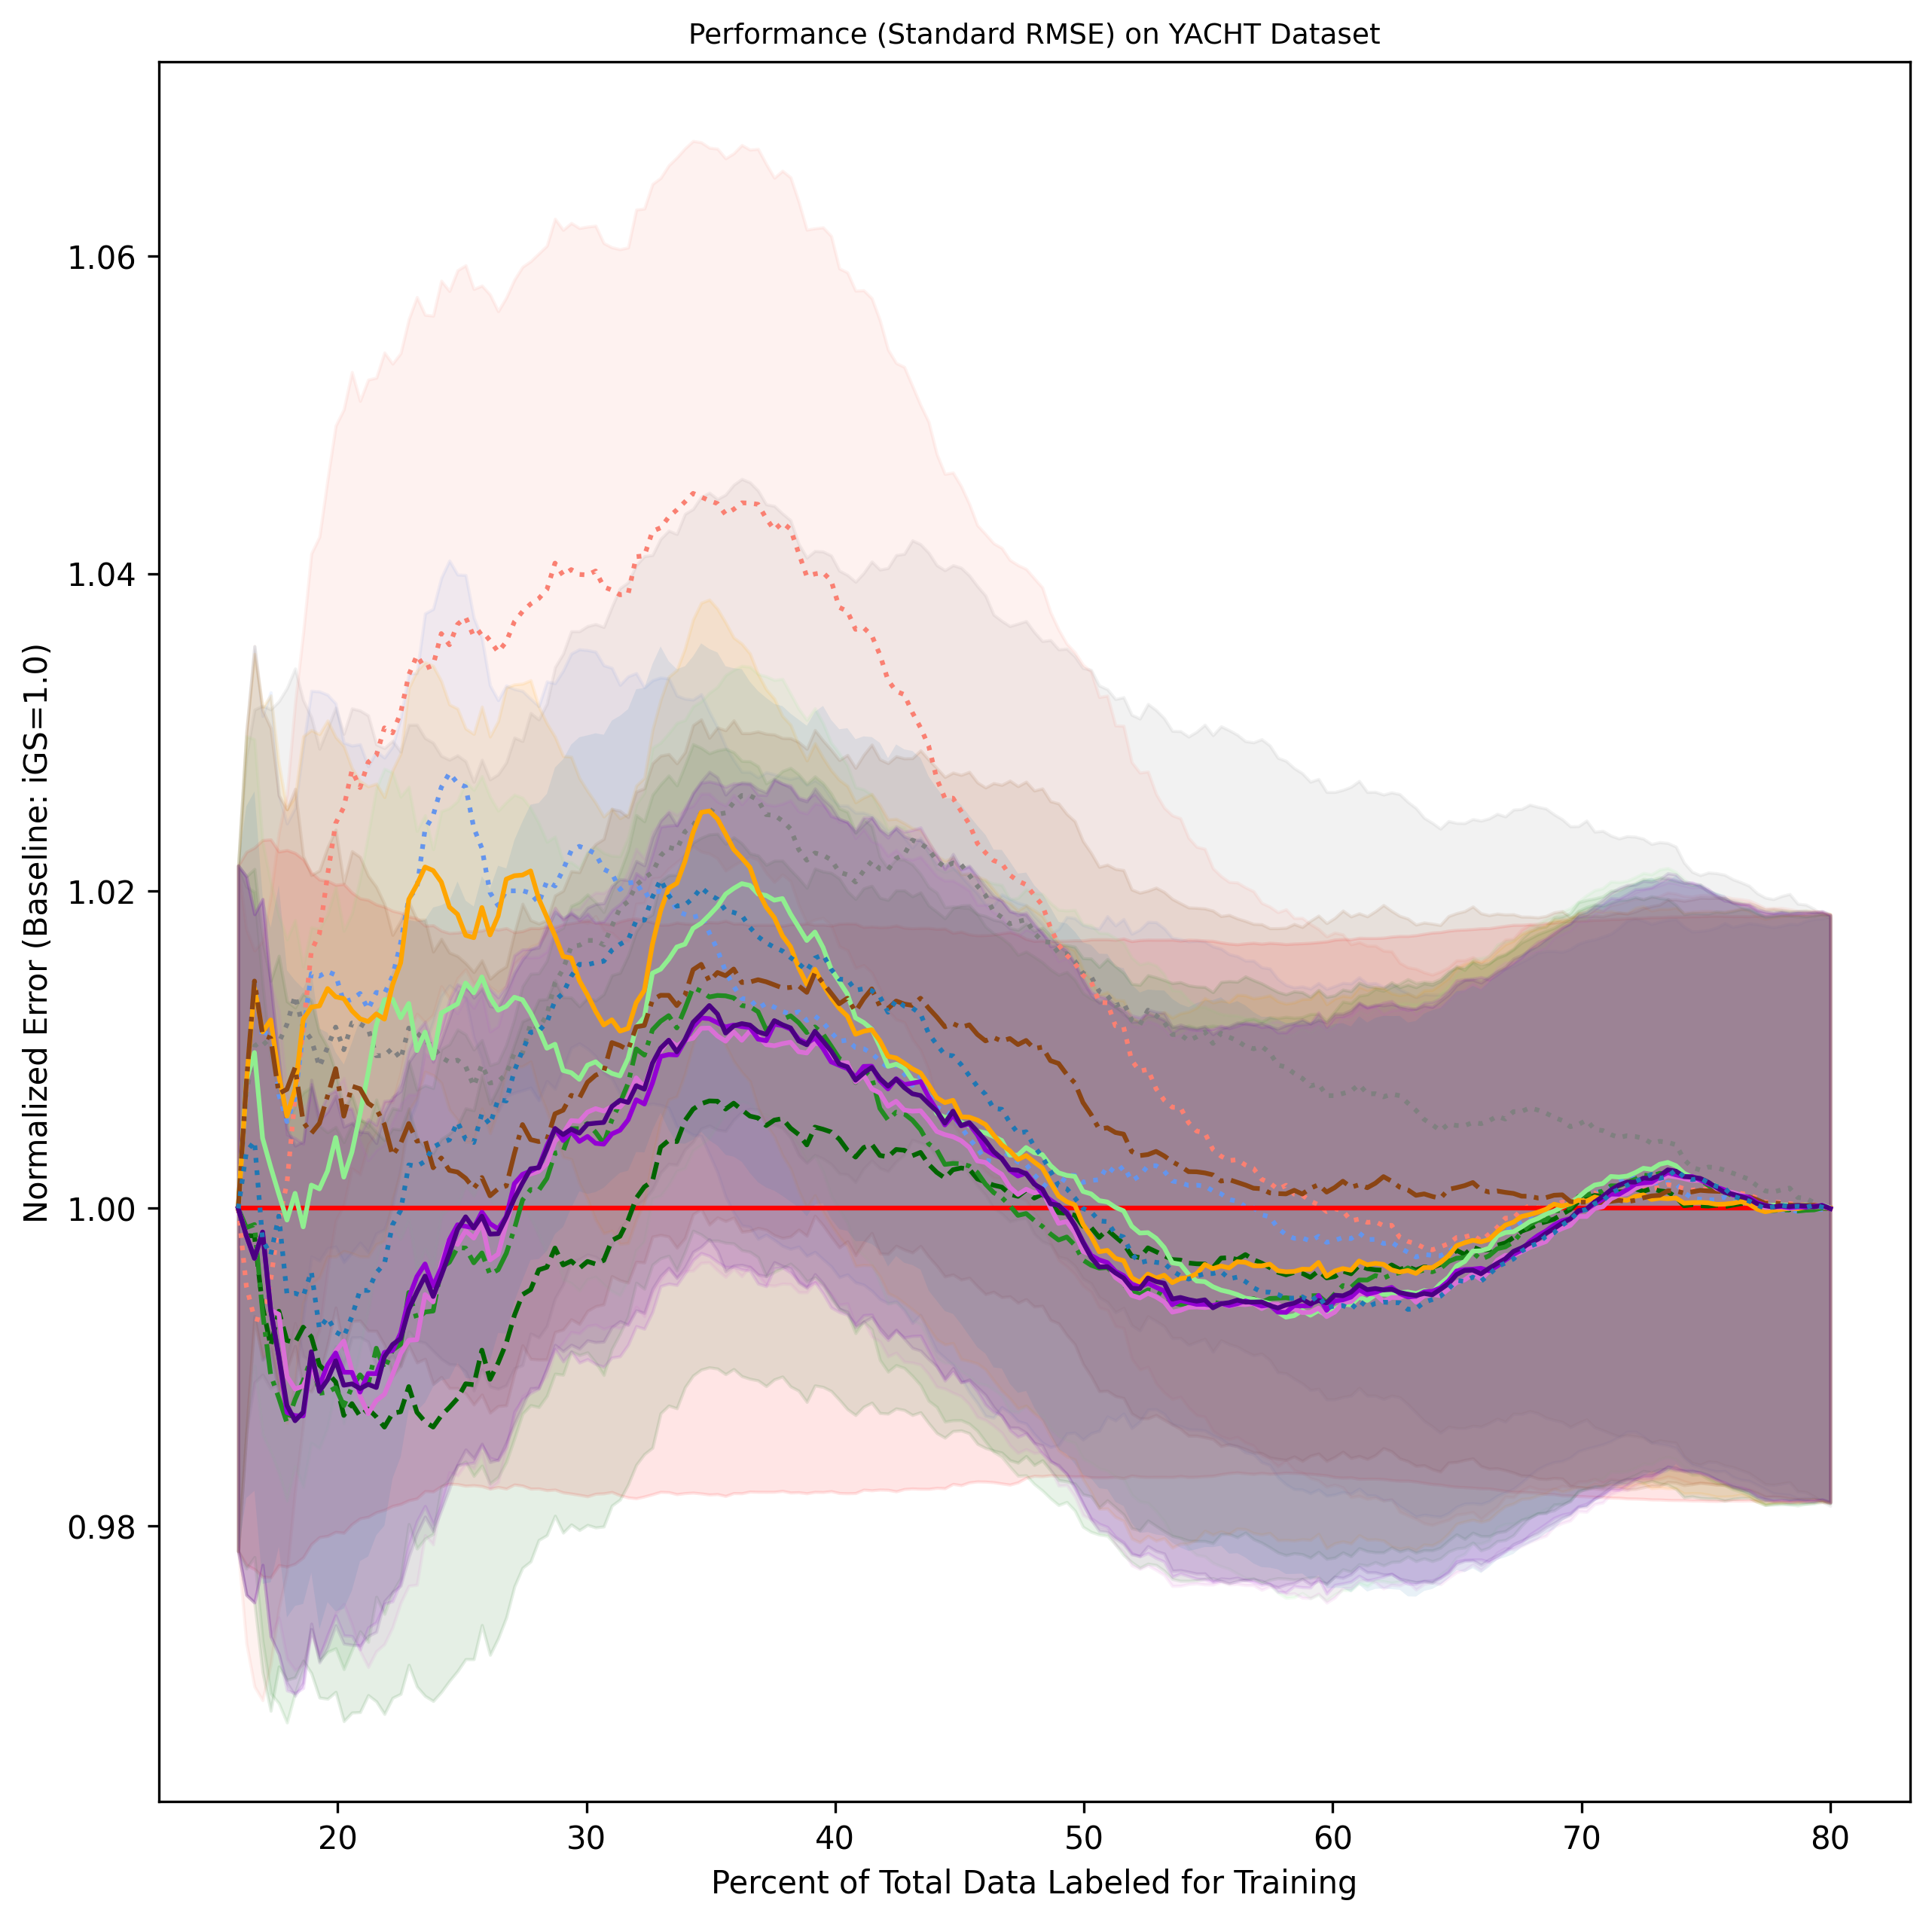 Performance (Standard RMSE) on YACHT Dataset
Normalized Error (Baseline: iGS=1.0)
1.06
1.04
1.02
1.00
0.98
20 30 40 50 60 70 80
Percent of Total Data Labeled for Training